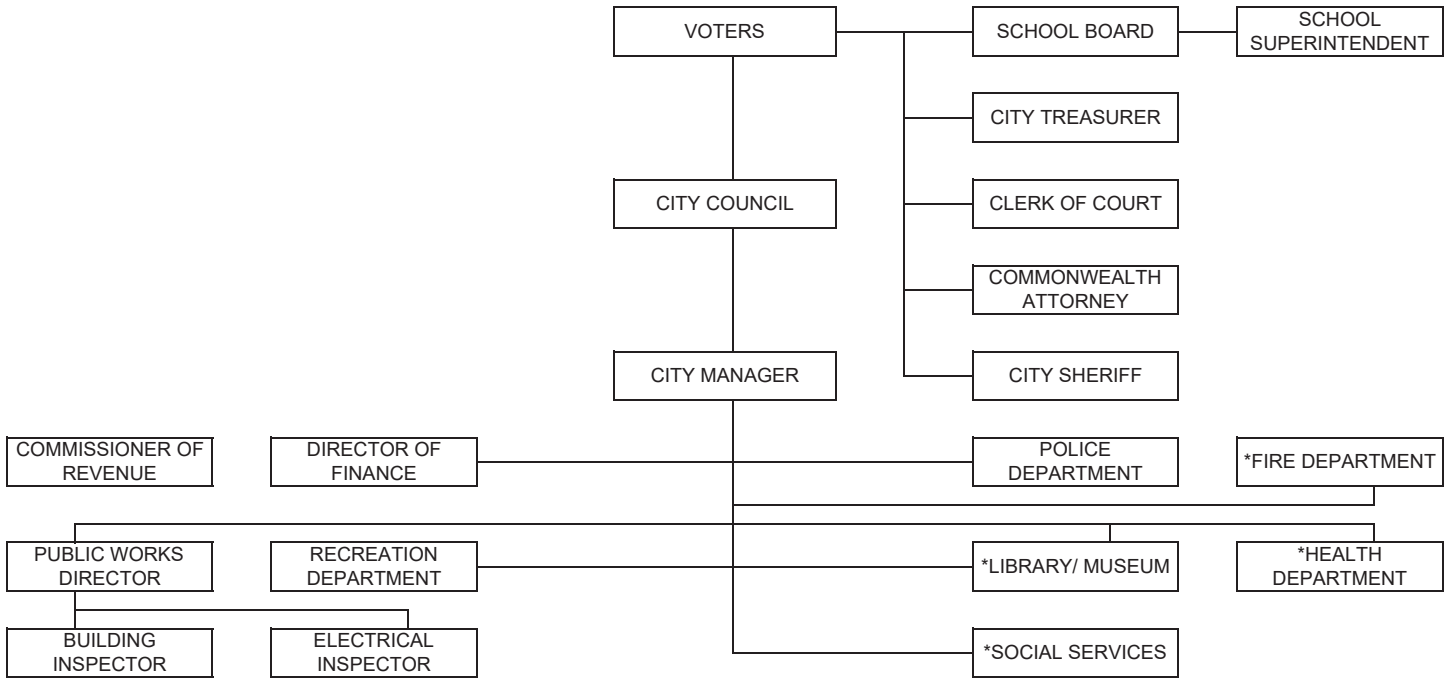 VOTERS
SCHOOL BOARD
SCHOOL
SUPERINTENDENT
CITY TREASURER
CITY COUNCIL
CLERK OF COURT
COMMONWEALTH
ATTORNEY
CITY MANAGER
CITY SHERIFF
COMMISSIONER OF
REVENUE
DIRECTOR OF
FINANCE
POLICE
DEPARTMENT
*FIRE DEPARTMENT
PUBLIC WORKS
DIRECTOR
RECREATION
DEPARTMENT
*LIBRARY/ MUSEUM
*HEALTH
DEPARTMENT
BUILDING
INSPECTOR
ELECTRICAL
INSPECTOR
*SOCIAL SERVICES